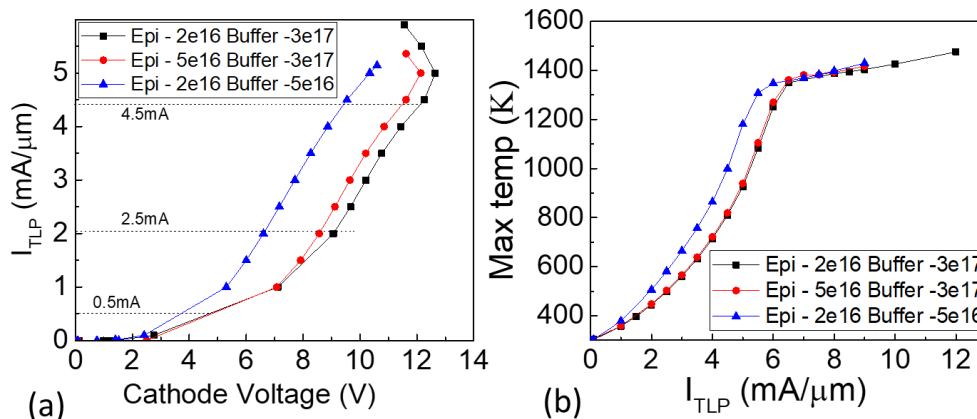 (a)
Epi - 2e16 Buffer -3e17
Epi - 5e16 Buffer -3e17
Epi - 2e16 Buffer -5e16
4.5mA
2.5mA
0.5mA
5
4
3
2
1
0
0 2 4 6 8 10 12 14
I_TLP (mA/µm)
Cathode Voltage (V)
1600
1400
1200
1000
800
600
400
200
Max temp (K)
Epi - 2e16 Buffer -3e17
Epi - 5e16 Buffer -3e17
Epi - 2e16 Buffer -5e16
0 2 4 6 8 10 12
(b)
I_TLP (mA/µm)